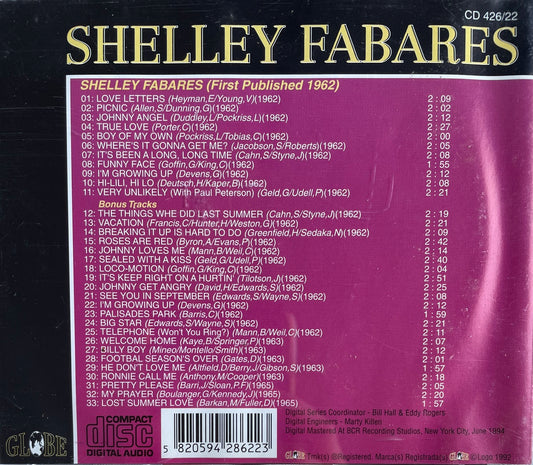 CD 426/22
SHELLEY FABARES
SHELLEY FABARES (First Published 1962)
01: LOVE LETTERS (Heyman,E/Young,V)(1962) 2 : 09
02: PICNIC (Allen,S/Dunning,G)(1962) 2 : 02
03: JOHNNY ANGEL (Duddley,L/Pockriss,L)(1962) 2 : 12
04: TRUE LOVE (Porter,C)(1962) 2 : 27
05: BOY OF MY OWN (Pockriss,L/Tobias,C)(1962) 2 : 00
06: WHERE'S IT GONNA GET ME? (Jacobson,S/Roberts)(1962) 2 : 05
07: IT'S BEEN A LONG, LONG TIME (Cahn,S/Styne,J)(1962) 2 : 11
08: FUNNY FACE (Goffin,G/King,C)(1962) 1 : 55
09: I'M GROWING UP (Devens,G)(1962) 2 : 12
10: HI-LILI, HI LO (Deutsch,H/Kaper,B)(1962) 2 : 08
11: VERY UNLIKELY (With Paul Peterson) (Geld,G/Udell,P)(1962) 2 : 21
Bonus Tracks
12: THE THINGS WHE DID LAST SUMMER (Cahn,S/Styne,J)(1962) 2 : 19
13: VACATION (Francis,C/Hunter,H/Weston,G)(1962) 2 : 21
14: BREAKING IT UP IS HARD TO DO (Greenfield,H/Sedaka,N)(1962) 2 : 09
15: ROSES ARE RED (Byron,A/Evans,P)(1962) 2 : 42
16: JOHNNY LOVES ME (Mann,B/Weil,C)(1962) 2 : 14
17: SEALED WITH A KISS (Geld,G/Udell,P)(1962) 2 : 40
18: LOCO-MOTION (Goffin,G/King,C)(1962) 2 : 04
19: IT'S KEEP RIGHT ON A HURTIN' (Tilotson,J)(1962) 2 : 51
20: JOHNNY GET ANGRY (David,H/Edwards,S)(1962) 2 : 20
21: SEE YOU IN SEPTEMBER (Edwards,S/Wayne,S)(1962) 2 : 08
22: I'M GROWING UP (Devens,G)(1962) 2 : 11
23: PALISADES PARK (Barris,C)(1962) 1 : 59
24: BIG STAR (Edwards,S/Wayne,S)(1962) 2 : 21
25: TELEPHONE (Won't You Ring?) (Mann,B/Weil,C)(1962) 2 : 11
26: WELCOME HOME (Kaye,B/Springer,P)(1963) 2 : 07
27: BILLY BOY (Mineo/Montello/Smith)(1963) 2 : 12
28: FOOTBAL SEASON'S OVER (Gates,D)(1963) 2 : 01
29: HE DON'T LOVE ME (Altfield,D/Berry,J/Gibson,S)(1963) 1 : 57
30: RONNIE CALL ME (Anthony,M/Cooper)(1963) 2 : 18
31: PRETTY PLEASE (Barri,J/Sloan,P.F)(1965) 2 : 51
32: MY PRAYER (Boulanger,G/Kennedy,J) 2 : 20
33: LOST SUMMER LOVE (Barkan,M/Fuller,D)(1965) 1 : 57
GLOBE
COMPACT
disc
DIGITAL AUDIO
5 820594 286223
Digital Series Coordinator - Bill Hall & Eddy Rogers
Digital Engineers - Marty Kitten
Digital Mastered At BCR Recording Studios, New York City, June 1994
GLOBE Tmk(s) ®Registered. Marca(s) Registrada(s) GLOBE ©Logo 1992